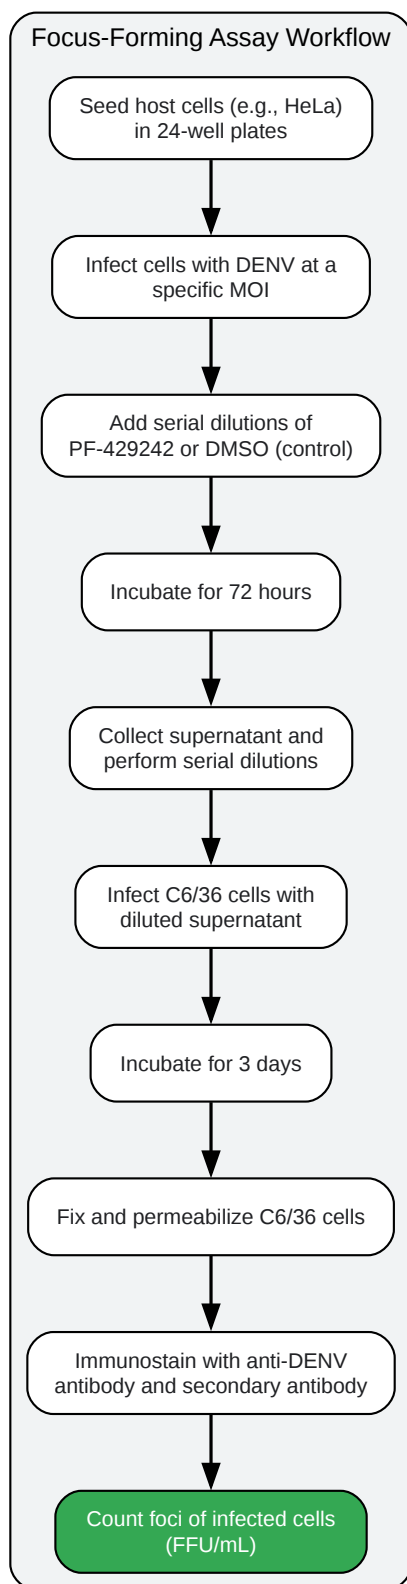 Focus-Forming Assay Workflow
Seed host cells (e.g., HeLa)
in 24-well plates
Infect cells with DENV at a
specific MOI
Add serial dilutions of
PF-429242 or DMSO (control)
Incubate for 72 hours
Collect supernatant and
perform serial dilutions
Infect C6/36 cells with
diluted supernatant
Incubate for 3 days
Fix and permeabilize C6/36 cells
Immunostain with anti-DENV
antibody and secondary antibody
Count foci of infected cells
(FFU/mL)